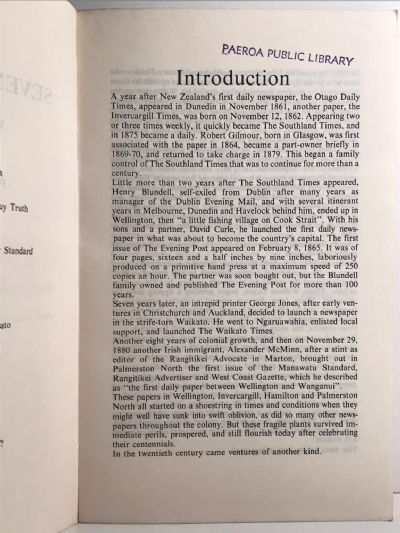 PAEROA PUBLIC LIBRARY
Introduction
A year after New Zealand's first daily newspaper, the Otago Daily
Times, appeared in Dunedin in November 1861, another paper, the
Invercargill Times, was born on November 12, 1862. Appearing two
or three times weekly, it quickly became The Southland Times, and
in 1875 became a daily. Robert Gilmour, born in Glasgow, was first
associated with the paper in 1864, became a part-owner briefly in
1869-70, and returned to take charge in 1879. This began a family
control of The Southland Times that was to continue for more than a
century.
Little more than two years after The Southland Times appeared,
Henry Blundell, self-exiled from Dublin after many years as
manager of the Dublin Evening Mail, and with several itinerant
years in Melbourne, Dunedin and Havelock behind him, ended up in
Wellington, then "a little fishing village on Cook Strait". With his
sons and a partner, David Curle, he launched the first daily news-
paper in what was about to become the country's capital. The first
issue of The Evening Post appeared on February 8, 1865. It was of
four pages, sixteen and a half inches by nine inches, laboriously
produced on a primitive hand press at a maximum speed of 250
copies an hour. The partner was soon bought out, but the Blundell
family owned and published The Evening Post for more than 100
years.
Seven years later, an intrepid printer George Jones, after early ven-
tures in Christchurch and Auckland, decided to launch a newspaper
in the strife-torn Waikato. He went to Ngaruawahia, enlisted local
support, and launched The Waikato Times.
Another eight years of colonial growth, and then on November 29,
1880 another Irish immigrant, Alexander McMinn, after a stint as
editor of the Rangitikei Advocate in Marton, brought out in
Palmerston North the first issue of the Manawatu Standard,
Rangitikei Advertiser and West Coast Gazette, which he described
as "the first daily paper between Wellington and Wanganui".
These papers in Wellington, Invercargill, Hamilton and Palmerston
North all started on a shoestring in times and conditions when they
might well have sunk into swift oblivion, as did so many other news-
papers throughout the colony. But these fragile plants survived im-
mediate perils, prospered, and still flourish today after celebrating
their centennials.
In the twentieth century came ventures of another kind.
Truth
Standard